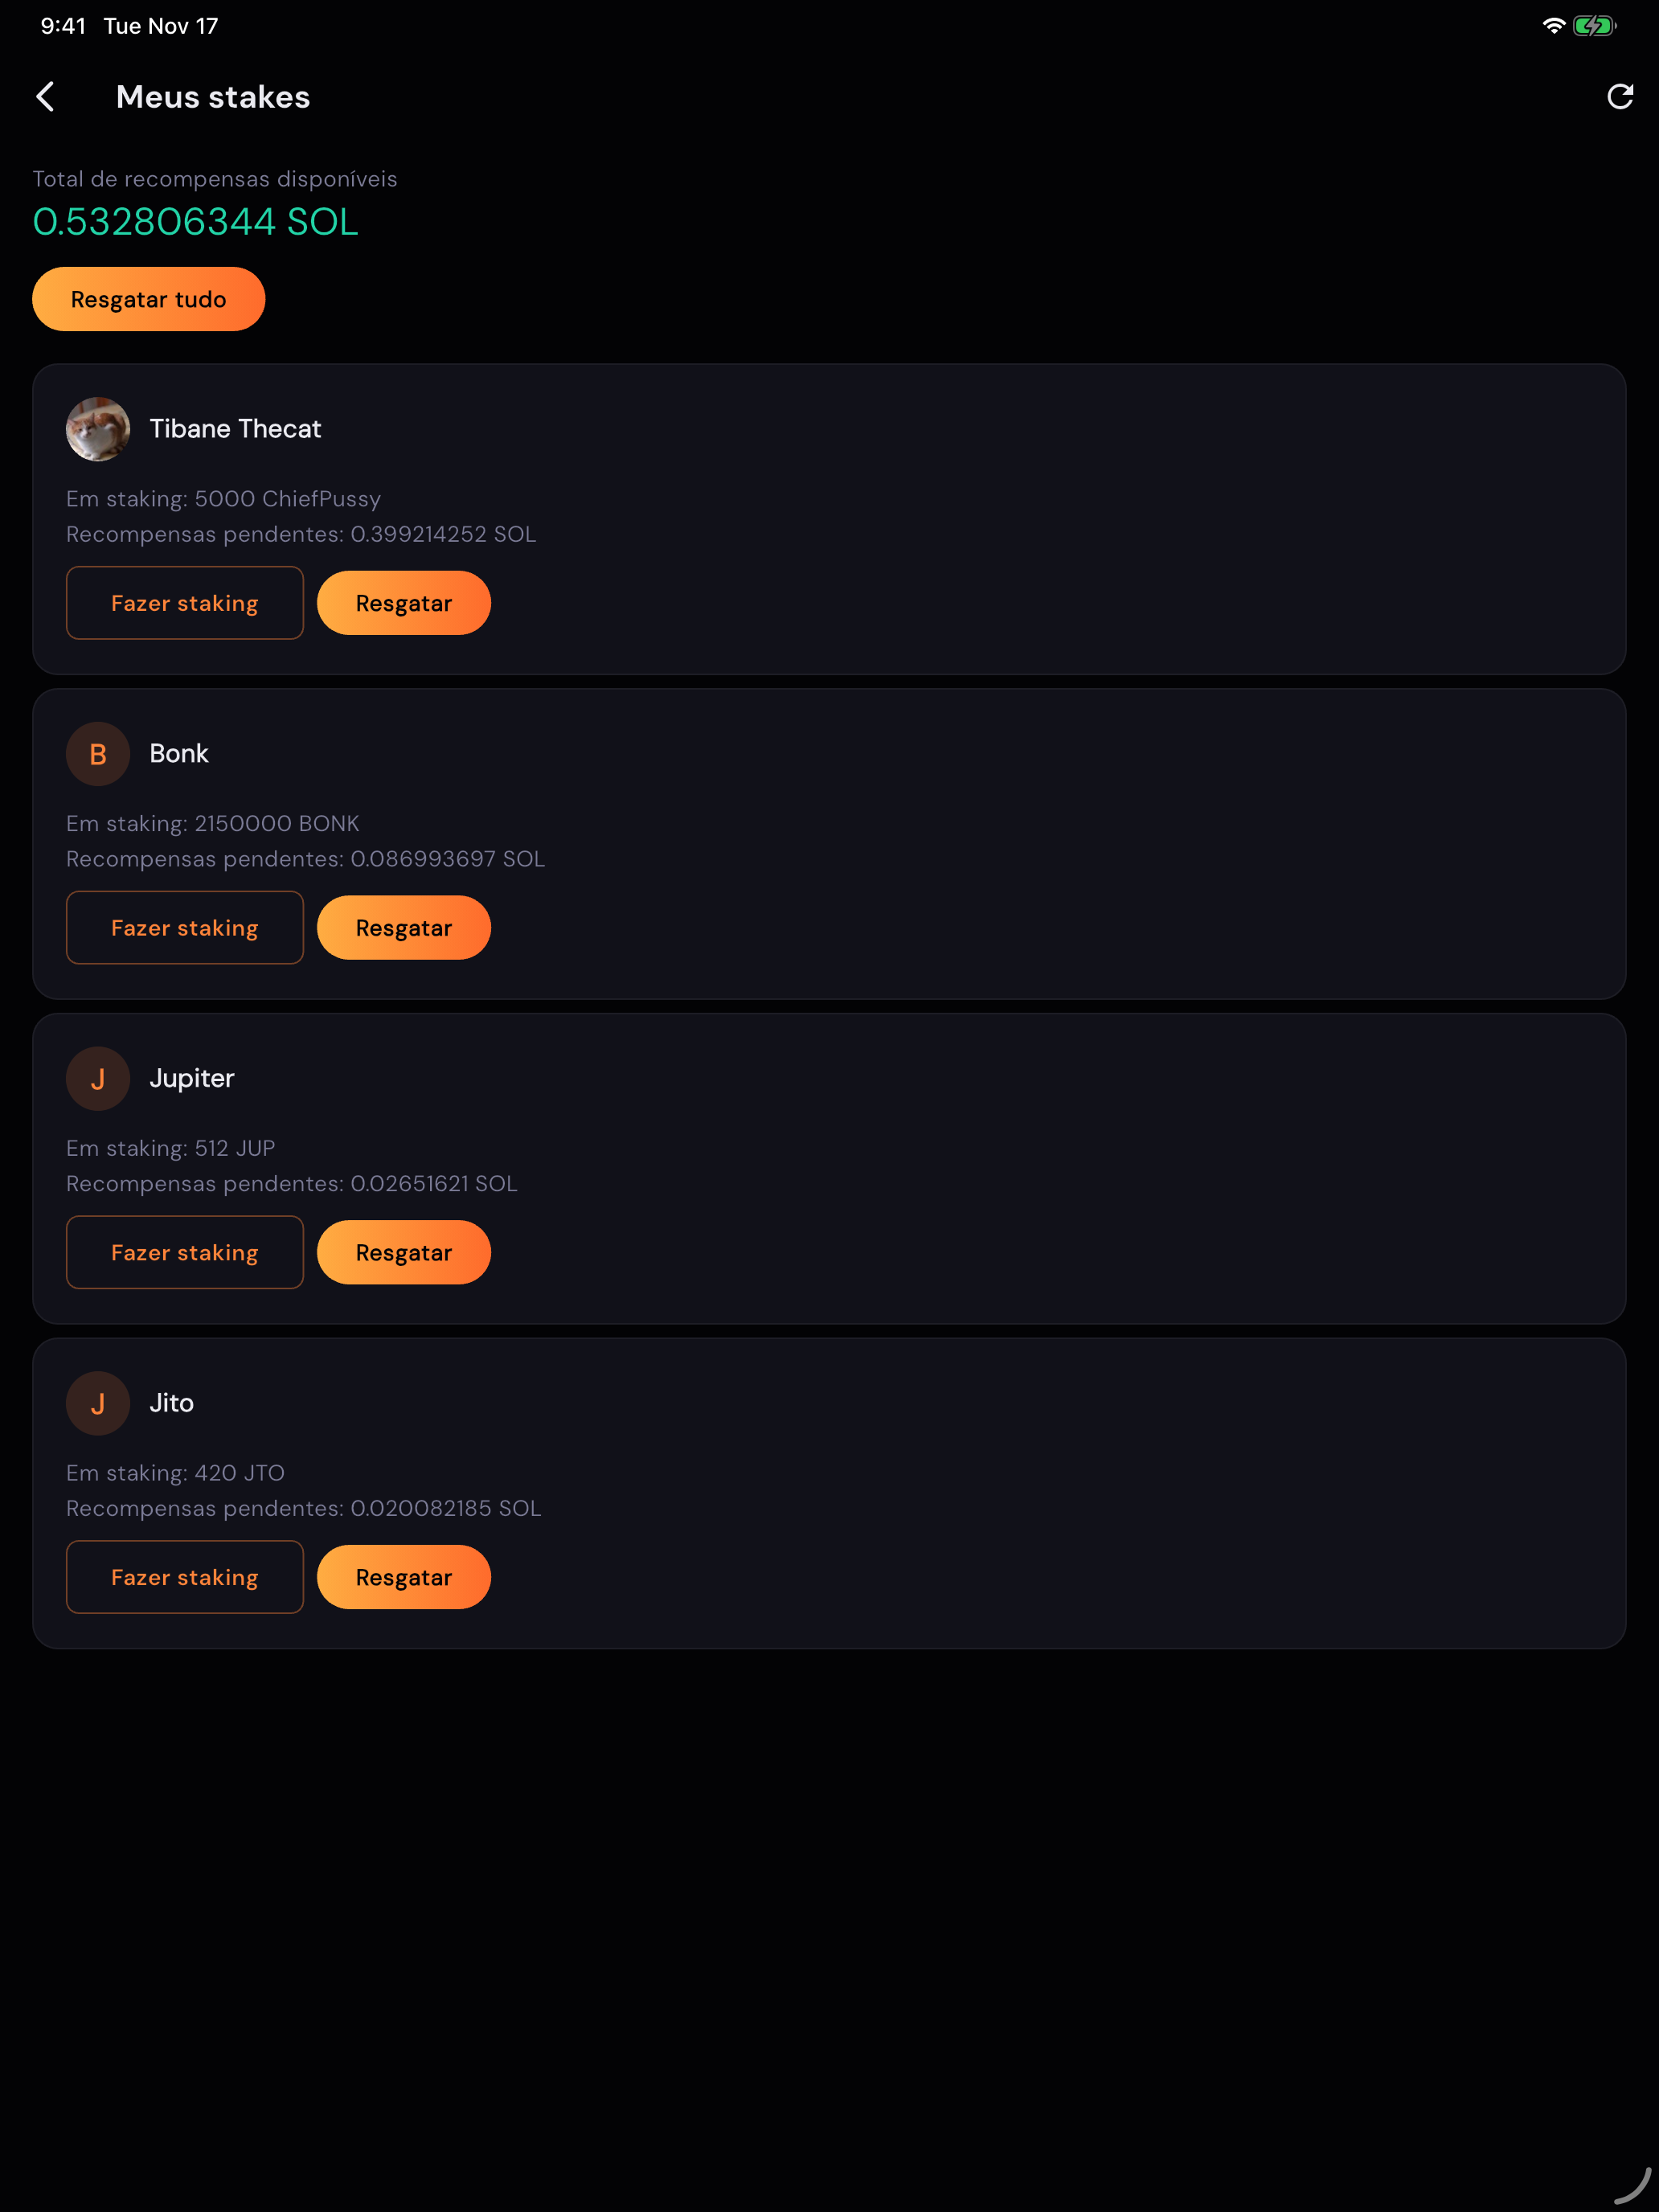 9:41 Tue Nov 17
Meus stakes
Total de recompensas disponíveis
0.532806344 SOL
Resgatar tudo
Tibane Thecat
Em staking: 5000 ChiefPussy
Recompensas pendentes: 0.399214252 SOL
Fazer staking Resgatar
B Bonk
Em staking: 2150000 BONK
Recompensas pendentes: 0.086993697 SOL
Fazer staking Resgatar
J Jupiter
Em staking: 512 JUP
Recompensas pendentes: 0.02651621 SOL
Fazer staking Resgatar
J Jito
Em staking: 420 JTO
Recompensas pendentes: 0.020082185 SOL
Fazer staking Resgatar